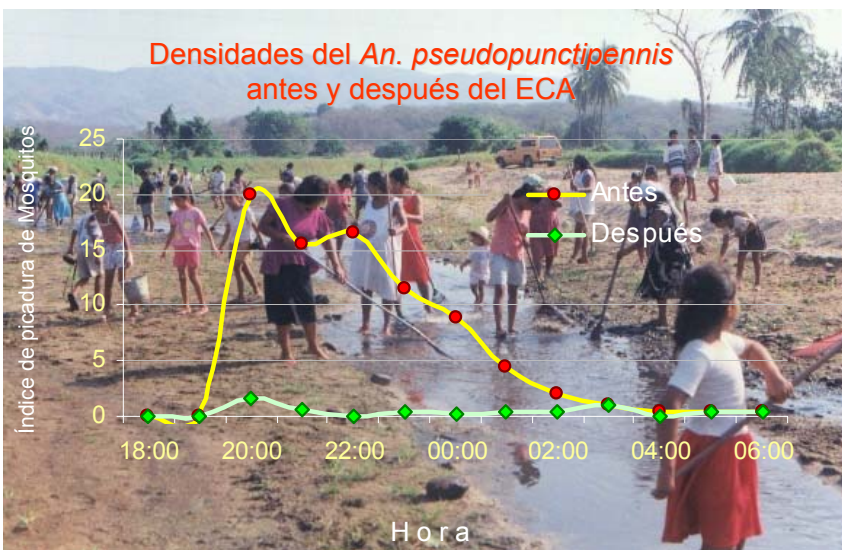 Densidades del An. pseudopunctipennis
antes y después del ECA
Índice de picadura de Mosquitos
25
20
15
10
5
0
Antes
Después
18:00 20:00 22:00 00:00 02:00 04:00 06:00
Hora